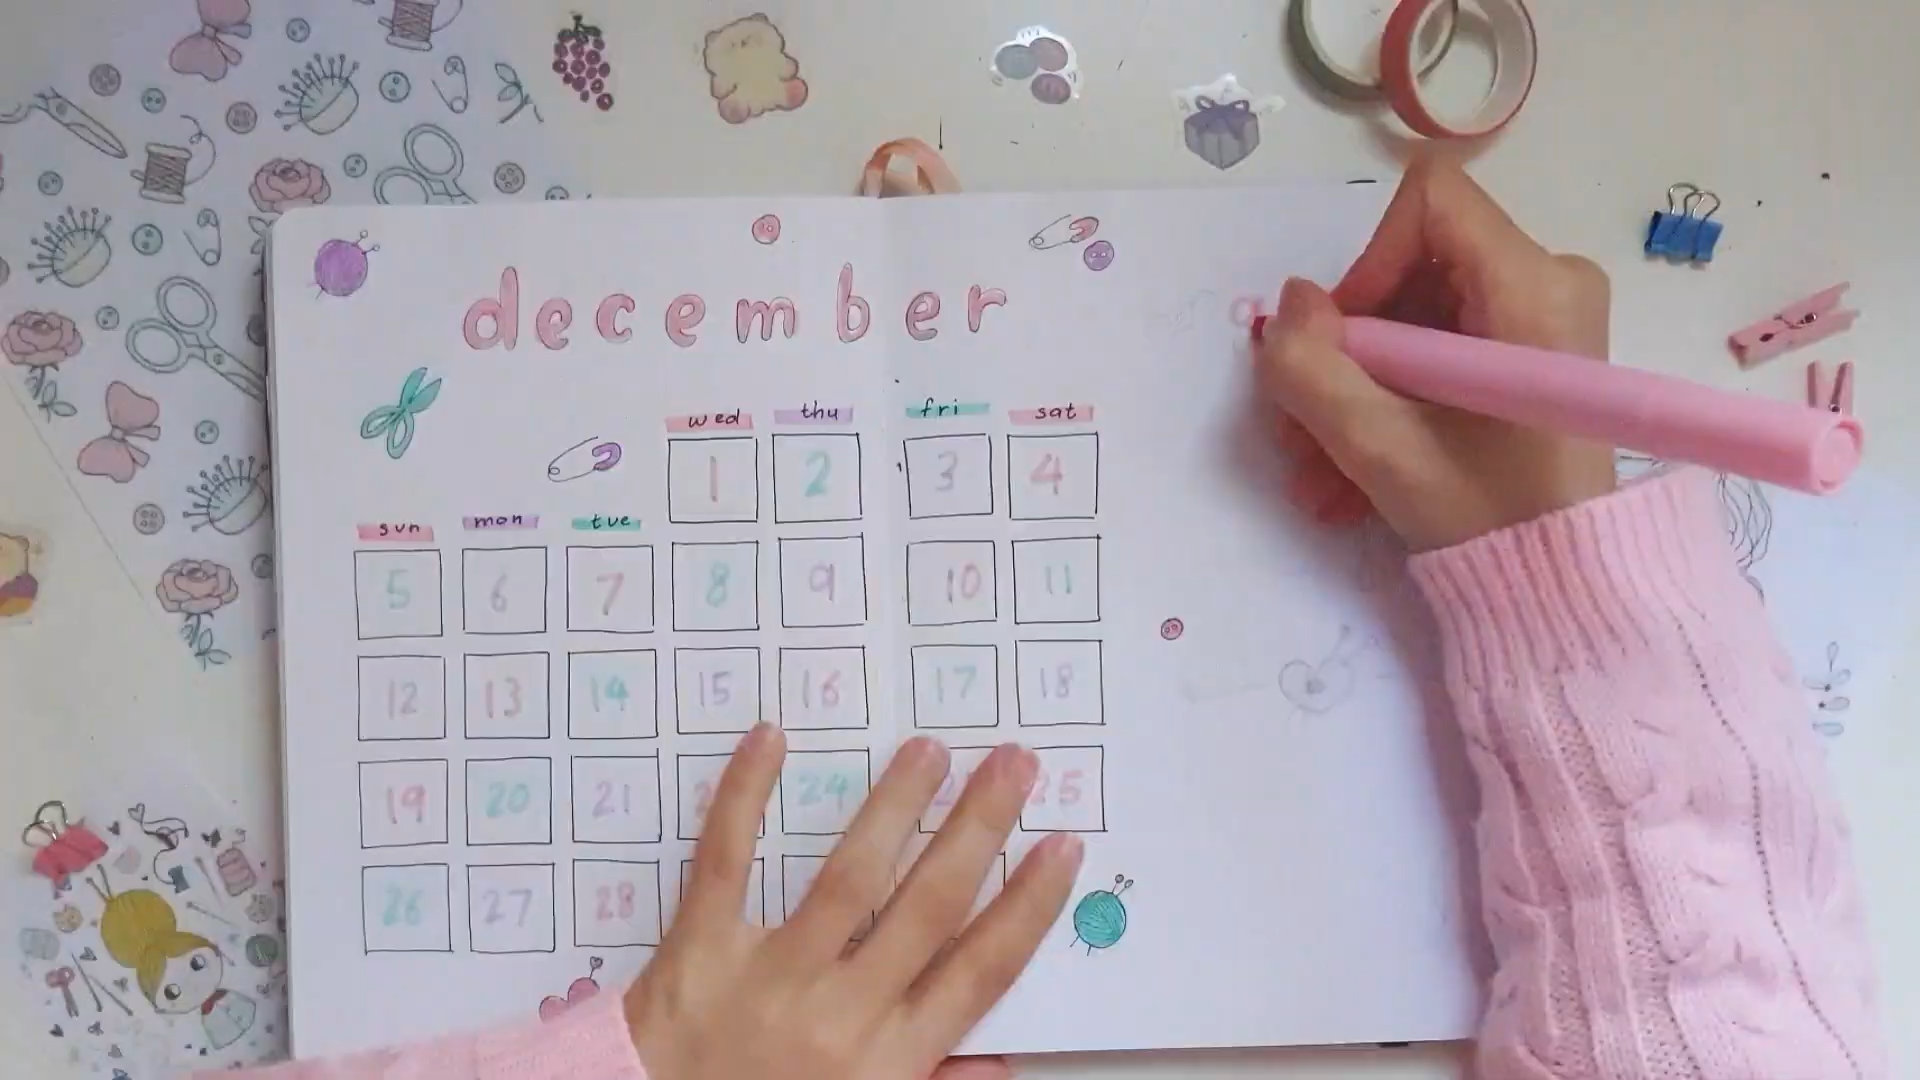 december
wed thu fri sat
1 2 3 4
sun mon tue
5 6 7 8 9 10 11
12 13 14 15 16 17 18
19 20 21 24 25
26 27 28